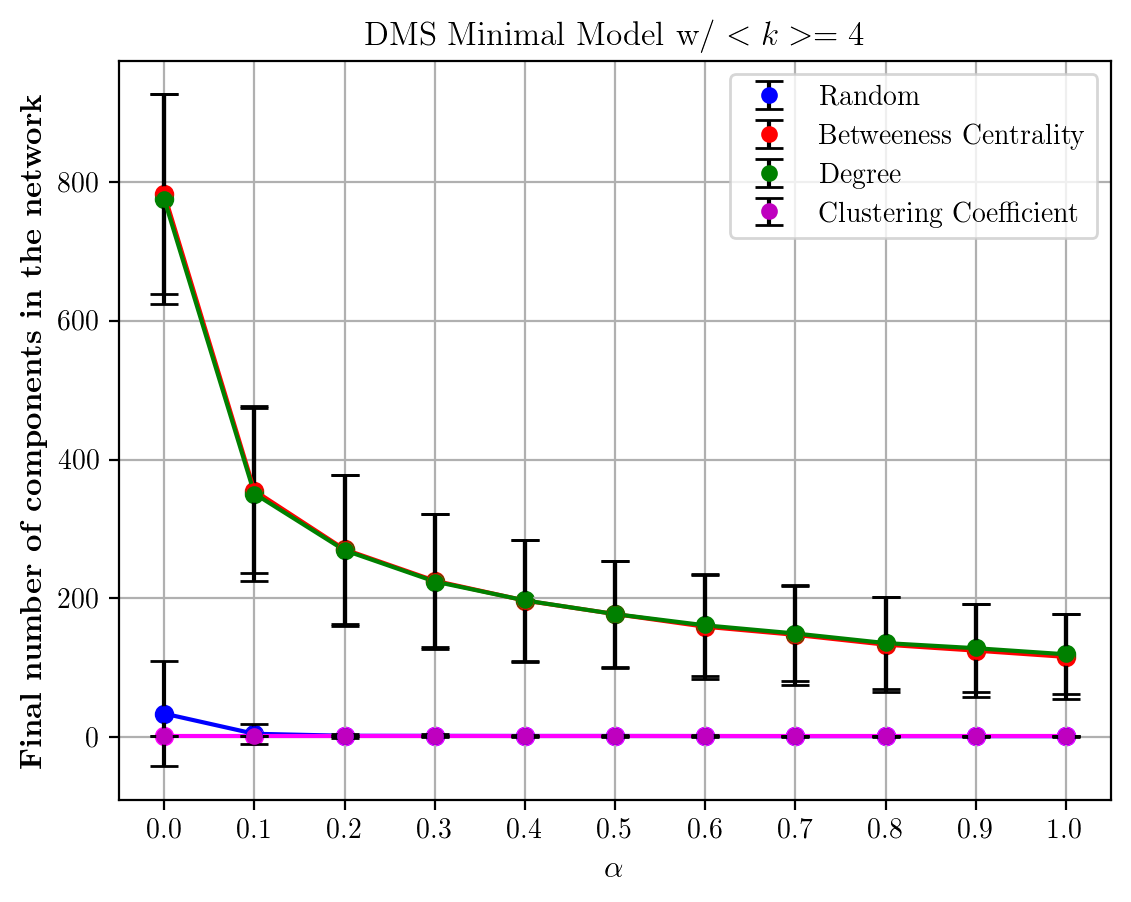 DMS Minimal Model w/ < k >= 4
Final number of components in the network
800
600
400
200
0
Random
Betweeness Centrality
Degree
Clustering Coefficient
0.0 0.1 0.2 0.3 0.4 0.5 0.6 0.7 0.8 0.9 1.0
α